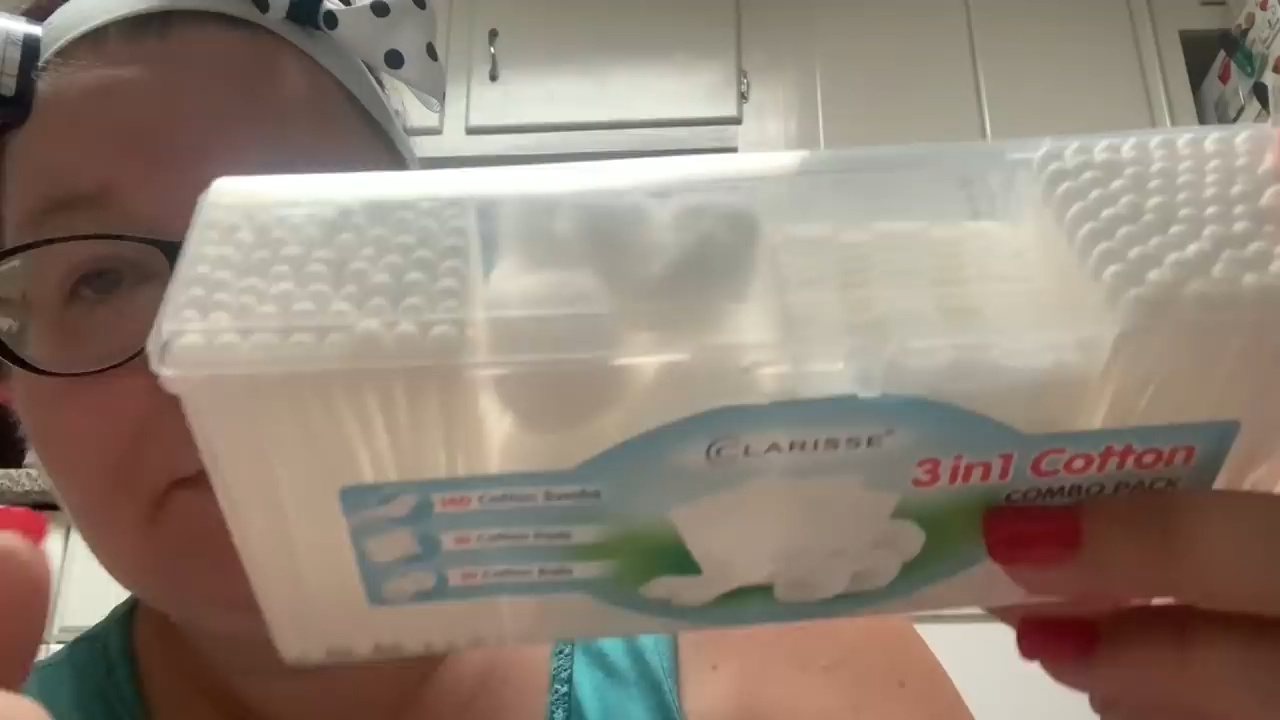 CLARISSE
3in1 Cotton
COMBO PACK
Cotton Swabs
Cotton Pads
Cotton Balls